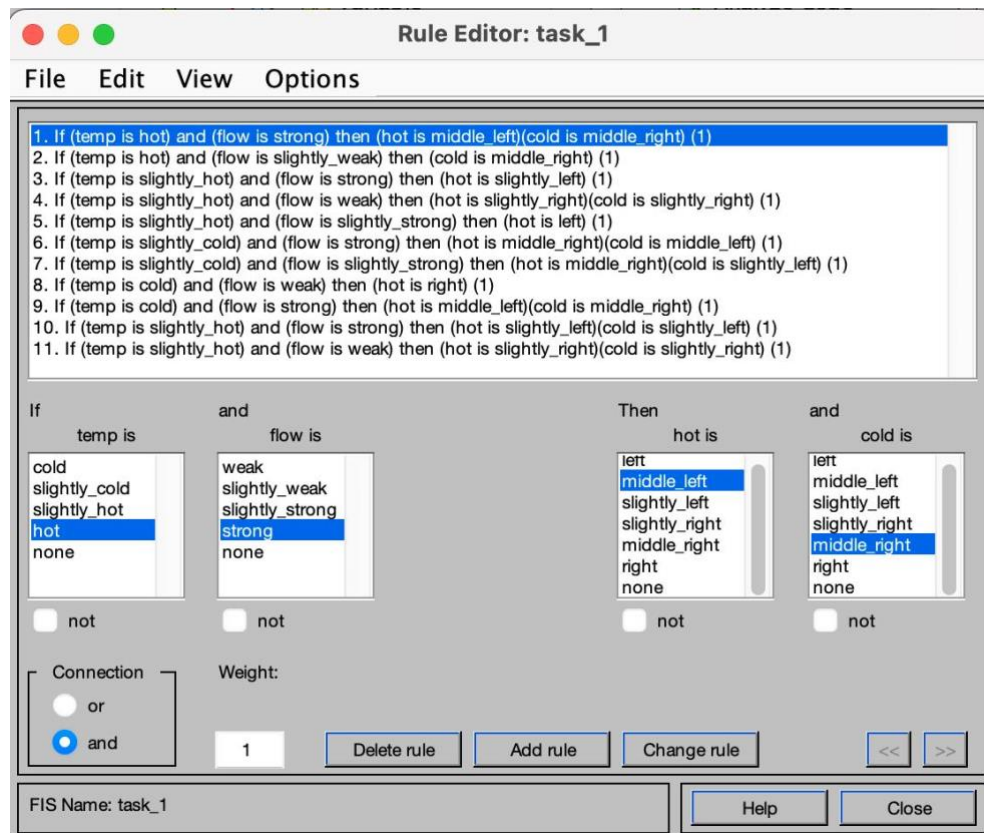 Rule Editor: task_1
File Edit View Options
1. If (temp is hot) and (flow is strong) then (hot is middle_left)(cold is middle_right) (1)
2. If (temp is hot) and (flow is slightly_weak) then (cold is middle_right) (1)
3. If (temp is slightly_hot) and (flow is strong) then (hot is slightly_left) (1)
4. If (temp is slightly_hot) and (flow is weak) then (hot is slightly_right)(cold is slightly_right) (1)
5. If (temp is slightly_hot) and (flow is slightly_strong) then (hot is left) (1)
6. If (temp is slightly_cold) and (flow is strong) then (hot is middle_right)(cold is middle_left) (1)
7. If (temp is slightly_cold) and (flow is slightly_strong) then (hot is middle_right)(cold is slightly_left) (1)
8. If (temp is cold) and (flow is weak) then (hot is right) (1)
9. If (temp is cold) and (flow is strong) then (hot is middle_left)(cold is middle_right) (1)
10. If (temp is slightly_hot) and (flow is strong) then (hot is slightly_left)(cold is slightly_left) (1)
11. If (temp is slightly_hot) and (flow is weak) then (hot is slightly_right)(cold is slightly_right) (1)
If and Then and
temp is flow is hot is cold is
cold weak left left
slightly_cold slightly_weak middle_left middle_left
slightly_hot slightly_strong slightly_left slightly_left
hot strong slightly_right slightly_right
none none middle_right middle_right
right right
none none
not not not not
Connection Weight:
or
and 1 Delete rule Add rule Change rule << >>
FIS Name: task_1 Help Close